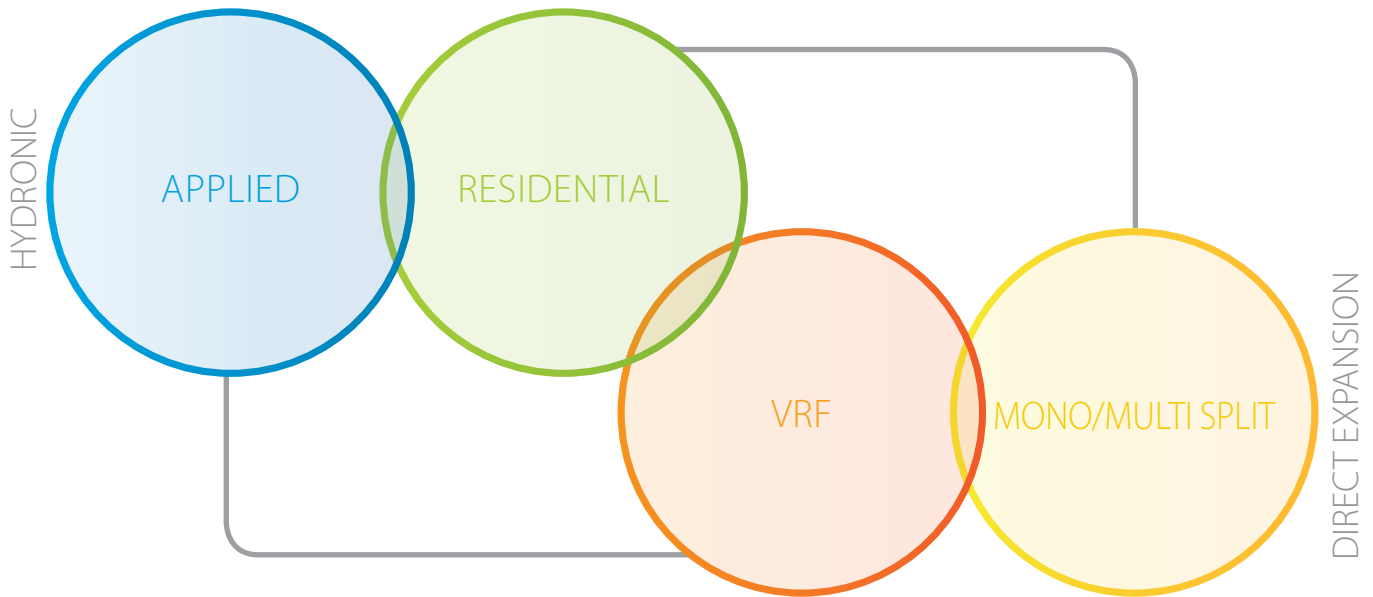 HYDRONIC
APPLIED
RESIDENTIAL
VRF
MONO/MULTI SPLIT
DIRECT EXPANSION